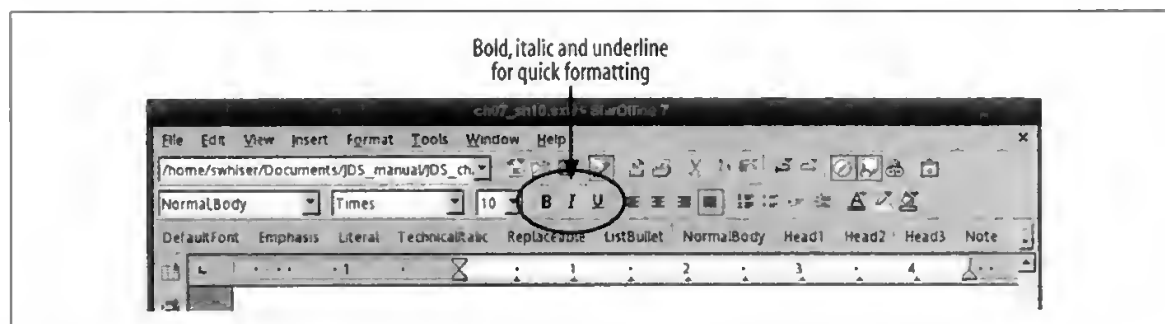 Bold, italic and underline
for quick formatting
ch07_sh10.sxw - StarOffice 7
File Edit View Insert Format Tools Window Help
/home/swhiser/Documents/JDS_manual/JDS_ch.
NormalBody Times 10 B I U A
DefaultFont Emphasis Literal TechnicalItalic Replaceable ListBullet NormalBody Head1 Head2 Head3 Note
1 1 2 3 4